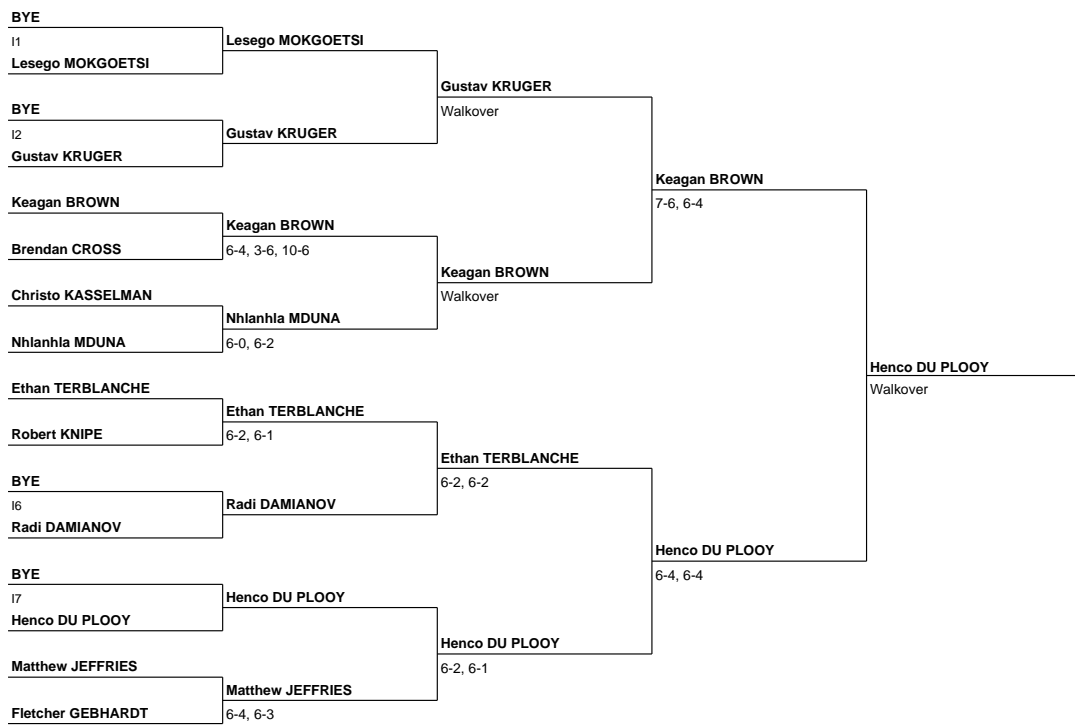 BYE
I1
Lesego MOKGOETSI
BYE
I2
Gustav KRUGER
Keagan BROWN
Brendan CROSS
Christo KASSELMAN
Nhlanhla MDUNA
Ethan TERBLANCHE
Robert KNIPE
BYE
I6
Radi DAMIANOV
BYE
I7
Henco DU PLOOY
Matthew JEFFRIES
Fletcher GEBHARDT
Lesego MOKGOETSI
Gustav KRUGER
Keagan BROWN
6-4, 3-6, 10-6
Nhlanhla MDUNA
6-0, 6-2
Ethan TERBLANCHE
6-2, 6-1
Radi DAMIANOV
Henco DU PLOOY
Matthew JEFFRIES
6-4, 6-3
Gustav KRUGER
Walkover
Keagan BROWN
Walkover
Ethan TERBLANCHE
6-2, 6-2
Henco DU PLOOY
6-2, 6-1
Keagan BROWN
7-6, 6-4
Henco DU PLOOY
6-4, 6-4
Henco DU PLOOY
Walkover